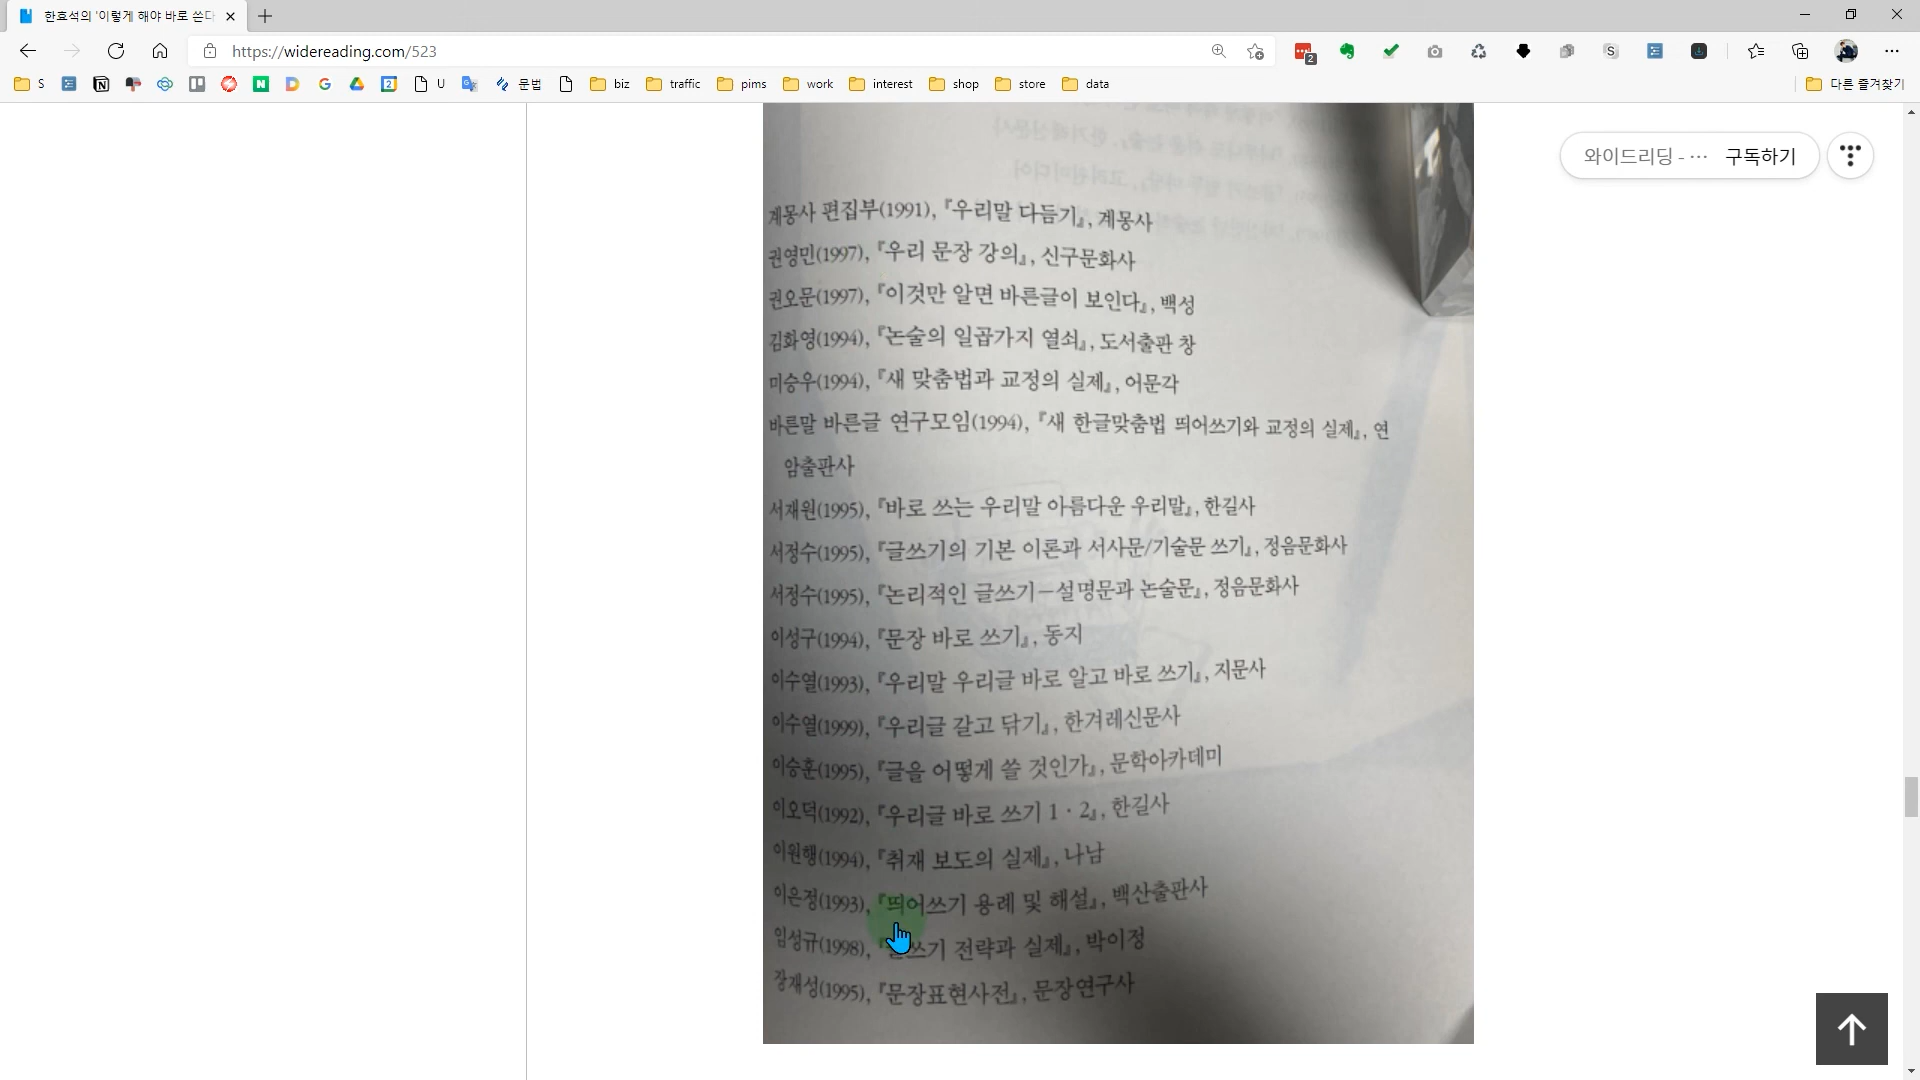 한효석의 '이렇게 해야 바로 쓴다
https://widereading.com/523
2
S
U
문법
biz
traffic
pims
work
interest
shop
store
data
다른 즐겨찾기
와이드리딩 - ··· 구독하기
계몽사 편집부(1991), 『우리말 다듬기』, 계몽사
권영민(1997), 『우리 문장 강의』, 신구문화사
권오문(1997), 『이것만 알면 바른글이 보인다』, 백성
김화영(1994), 『논술의 일곱가지 열쇠』, 도서출판 창
미승우(1994), 『새 맞춤법과 교정의 실제』, 어문각
바른말 바른글 연구모임(1994), 『새 한글맞춤법 띄어쓰기와 교정의 실제』, 연
암출판사
서재원(1995), 『바로 쓰는 우리말 아름다운 우리말』, 한길사
서정수(1995), 『글쓰기의 기본 이론과 서사문/기술문 쓰기』, 정음문화사
서정수(1995), 『논리적인 글쓰기－설명문과 논술문』, 정음문화사
이성구(1994), 『문장 바로 쓰기』, 동지
이수열(1993), 『우리말 우리글 바로 알고 바로 쓰기』, 지문사
이수열(1999), 『우리글 갈고 닦기』, 한겨레신문사
이승훈(1995), 『글을 어떻게 쓸 것인가』, 문학아카데미
이오덕(1992), 『우리글 바로 쓰기 1·2』, 한길사
이원행(1994), 『취재 보도의 실제』, 나남
이은정(1993), 『띄어쓰기 용례 및 해설』, 백산출판사
임성규(1998), 『글쓰기 전략과 실제』, 박이정
장재성(1995), 『문장표현사전』, 문장연구사